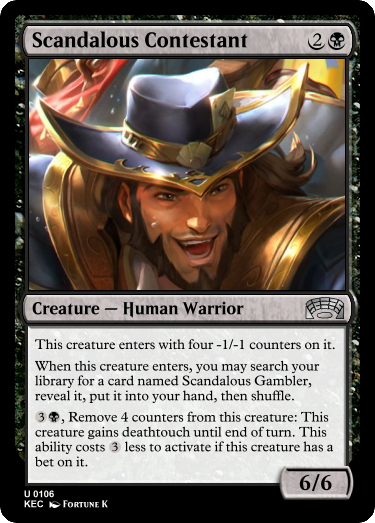 Scandalous Contestant 2
Creature — Human Warrior
This creature enters with four -1/-1 counters on it.
When this creature enters, you may search your
library for a card named Scandalous Gambler,
reveal it, put it into your hand, then shuffle.
3, Remove 4 counters from this creature: This
creature gains deathtouch until end of turn. This
ability costs 3 less to activate if this creature has a
bet on it.
6/6
U 0106
KEC Fortune K